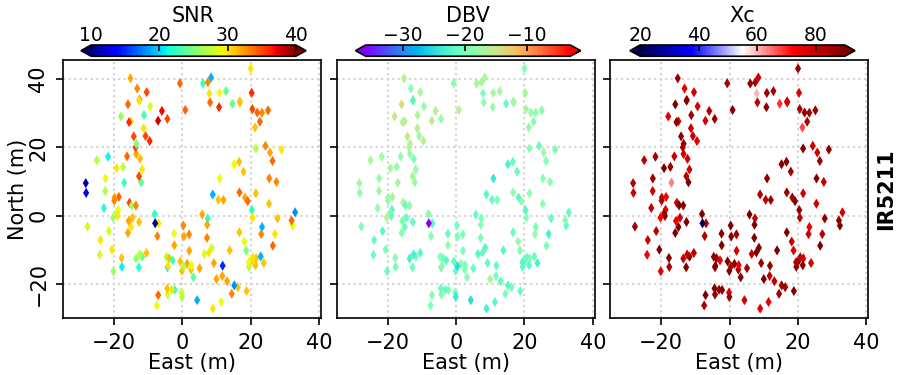 SNR DBV Xc
10 20 30 40 −30 −20 −10 20 40 60 80
40
20
0
−20
North (m)
IR5211
−20 0 20 40 −20 0 20 40 −20 0 20 40
East (m) East (m) East (m)